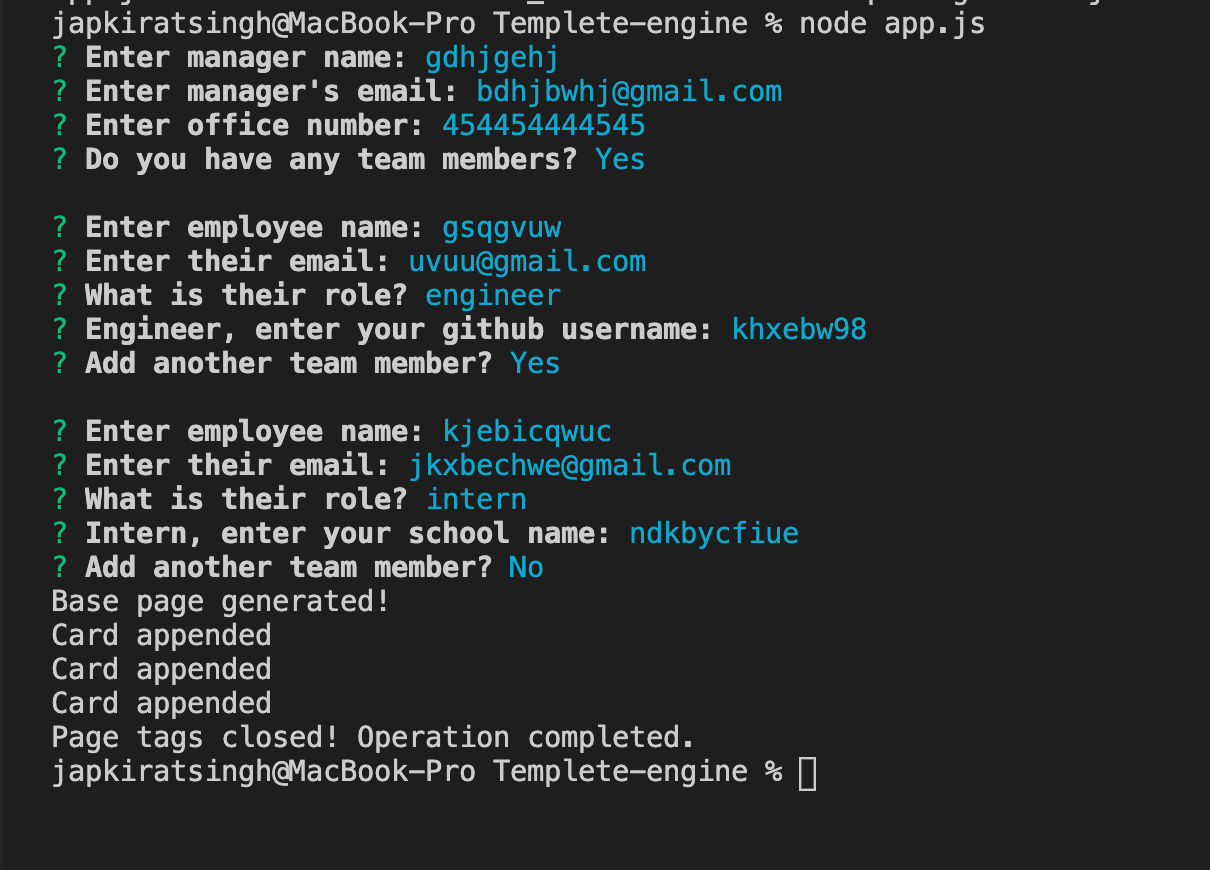 japkiratsingh@MacBook-Pro Templete-engine % node app.js
? Enter manager name: gdhjgehj
? Enter manager's email: bdhjbwhj@gmail.com
? Enter office number: 454454444545
? Do you have any team members? Yes
? Enter employee name: gsqgvuw
? Enter their email: uvuu@gmail.com
? What is their role? engineer
? Engineer, enter your github username: khxebw98
? Add another team member? Yes
? Enter employee name: kjebicqwuc
? Enter their email: jkxbechwe@gmail.com
? What is their role? intern
? Intern, enter your school name: ndkbycfiue
? Add another team member? No
Base page generated!
Card appended
Card appended
Card appended
Page tags closed! Operation completed.
japkiratsingh@MacBook-Pro Templete-engine %